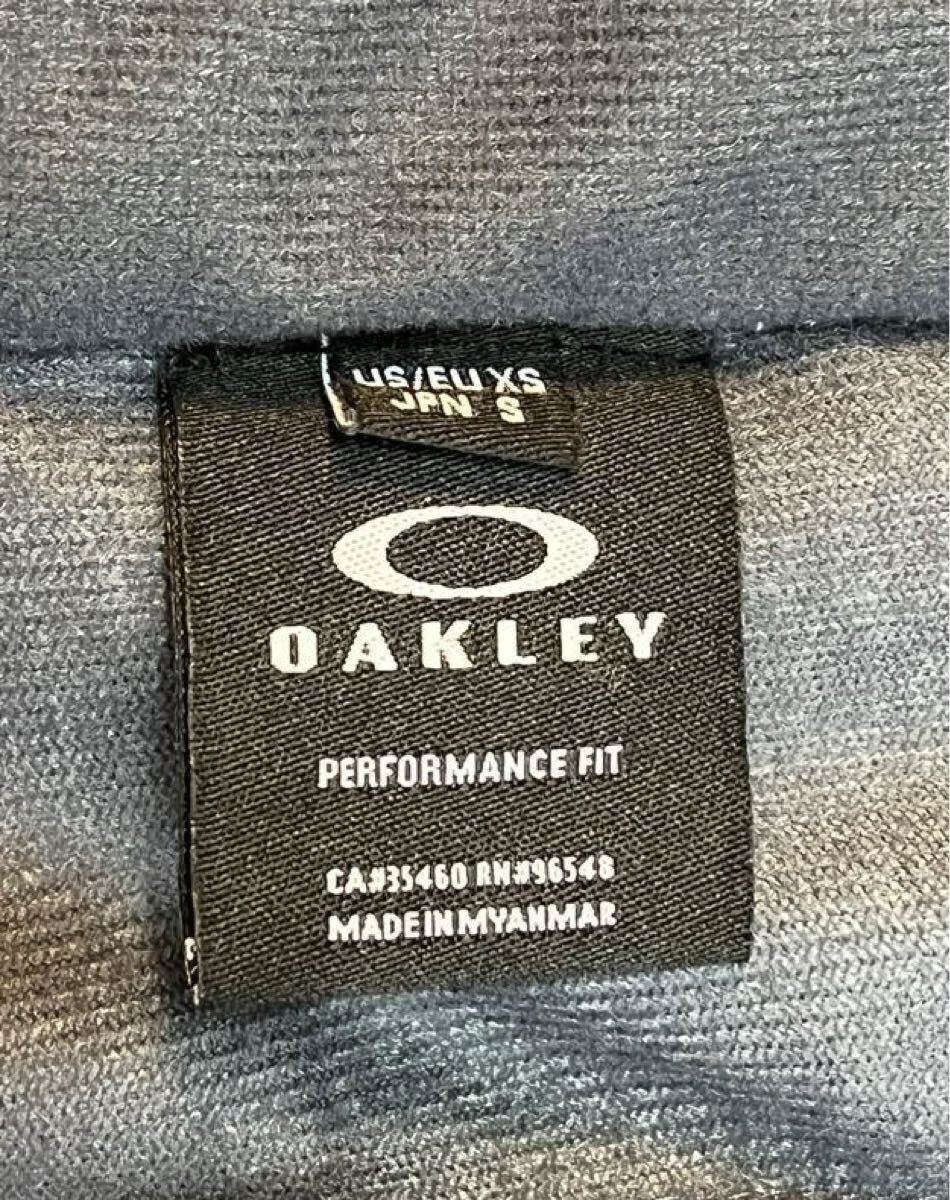 US/EU XS
JPN S
OAKLEY
PERFORMANCE FIT
CA#35460 RN#96548
MADE IN MYANMAR